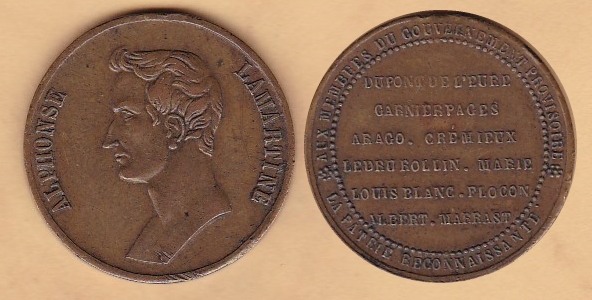 ALPHONSE LAMARTINE
AUX MEMBRES DU GOUVERNEMENT PROVISOIRE
DUPONT DE L'EURE
GARNIER PAGES
ARAGO. CRÉMIEUX
LEDRU ROLLIN. MARIE
LOUIS BLANC. FLOCON
ALBERT. MARRAST
LA PATRIE RECONNAISSANTE